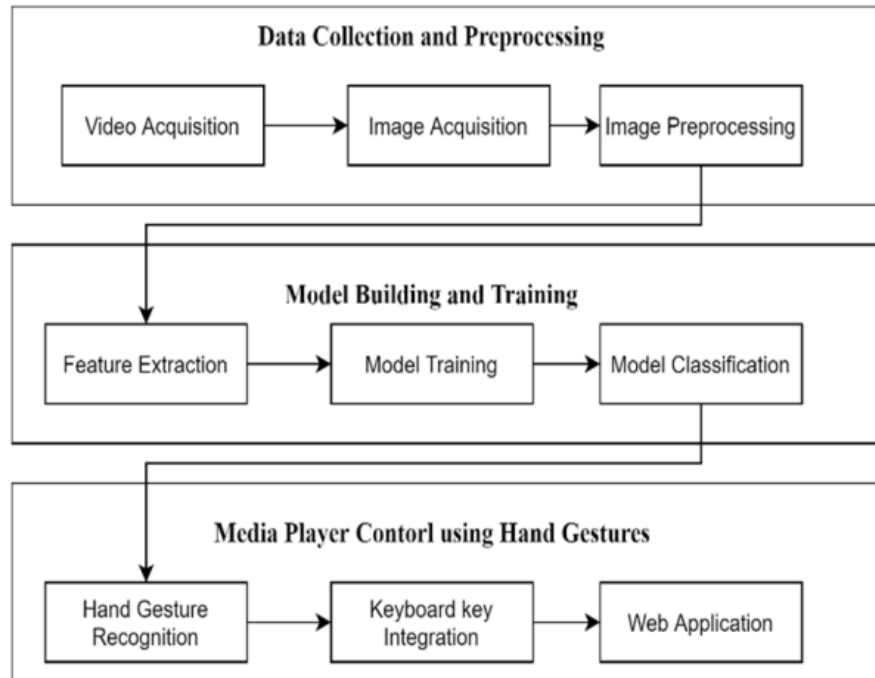 Data Collection and Preprocessing
Video Acquisition
Image Acquisition
Image Preprocessing
Model Building and Training
Feature Extraction
Model Training
Model Classification
Media Player Contorl using Hand Gestures
Hand Gesture
Recognition
Keyboard key
Integration
Web Application